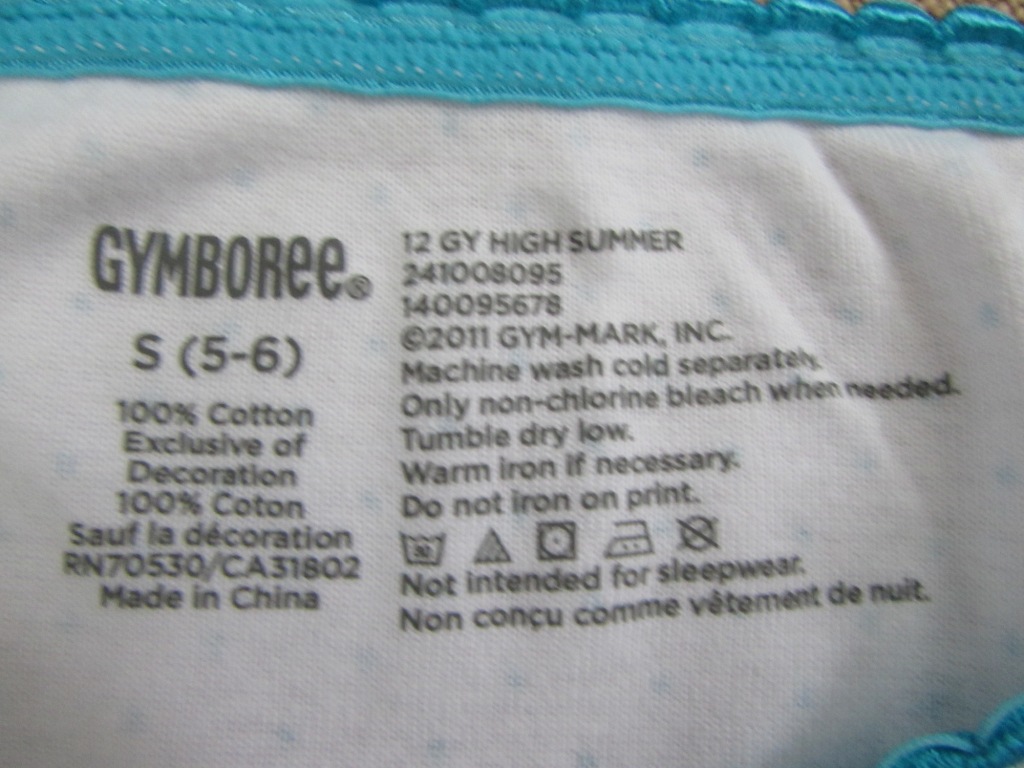 GYMBOREE®
S (5-6)
100% Cotton
Exclusive of
Decoration
100% Coton
Sauf la décoration
RN70530/CA31802
Made in China
12 GY HIGH SUMMER
241008095
140095678
©2011 GYM-MARK, INC.
Machine wash cold separately.
Only non-chlorine bleach when needed.
Tumble dry low.
Warm iron if necessary.
Do not iron on print.
30
Not intended for sleepwear.
Non conçu comme vêtement de nuit.